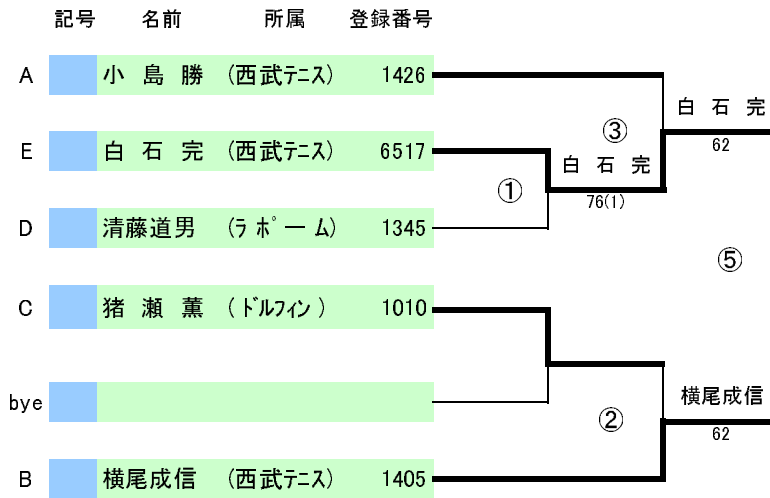 記号 名前 所属 登録番号
A 小島勝 (西武テニス) 1426
白石完
62
③
E 白石完 (西武テニス) 6517
白石完
76(1)
①
D 清藤道男 (ラポーム) 1345
⑤
C 猪瀬薫 (ドルフィン) 1010
bye
横尾成信
62
②
B 横尾成信 (西武テニス) 1405